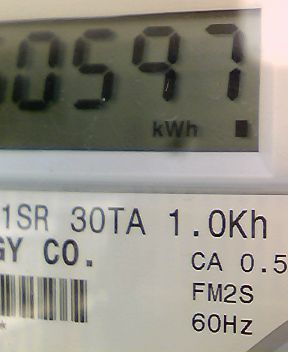 0597
kWh
1SR 30TA 1.0Kh
GY CO.
CA 0.5
FM2S
60Hz